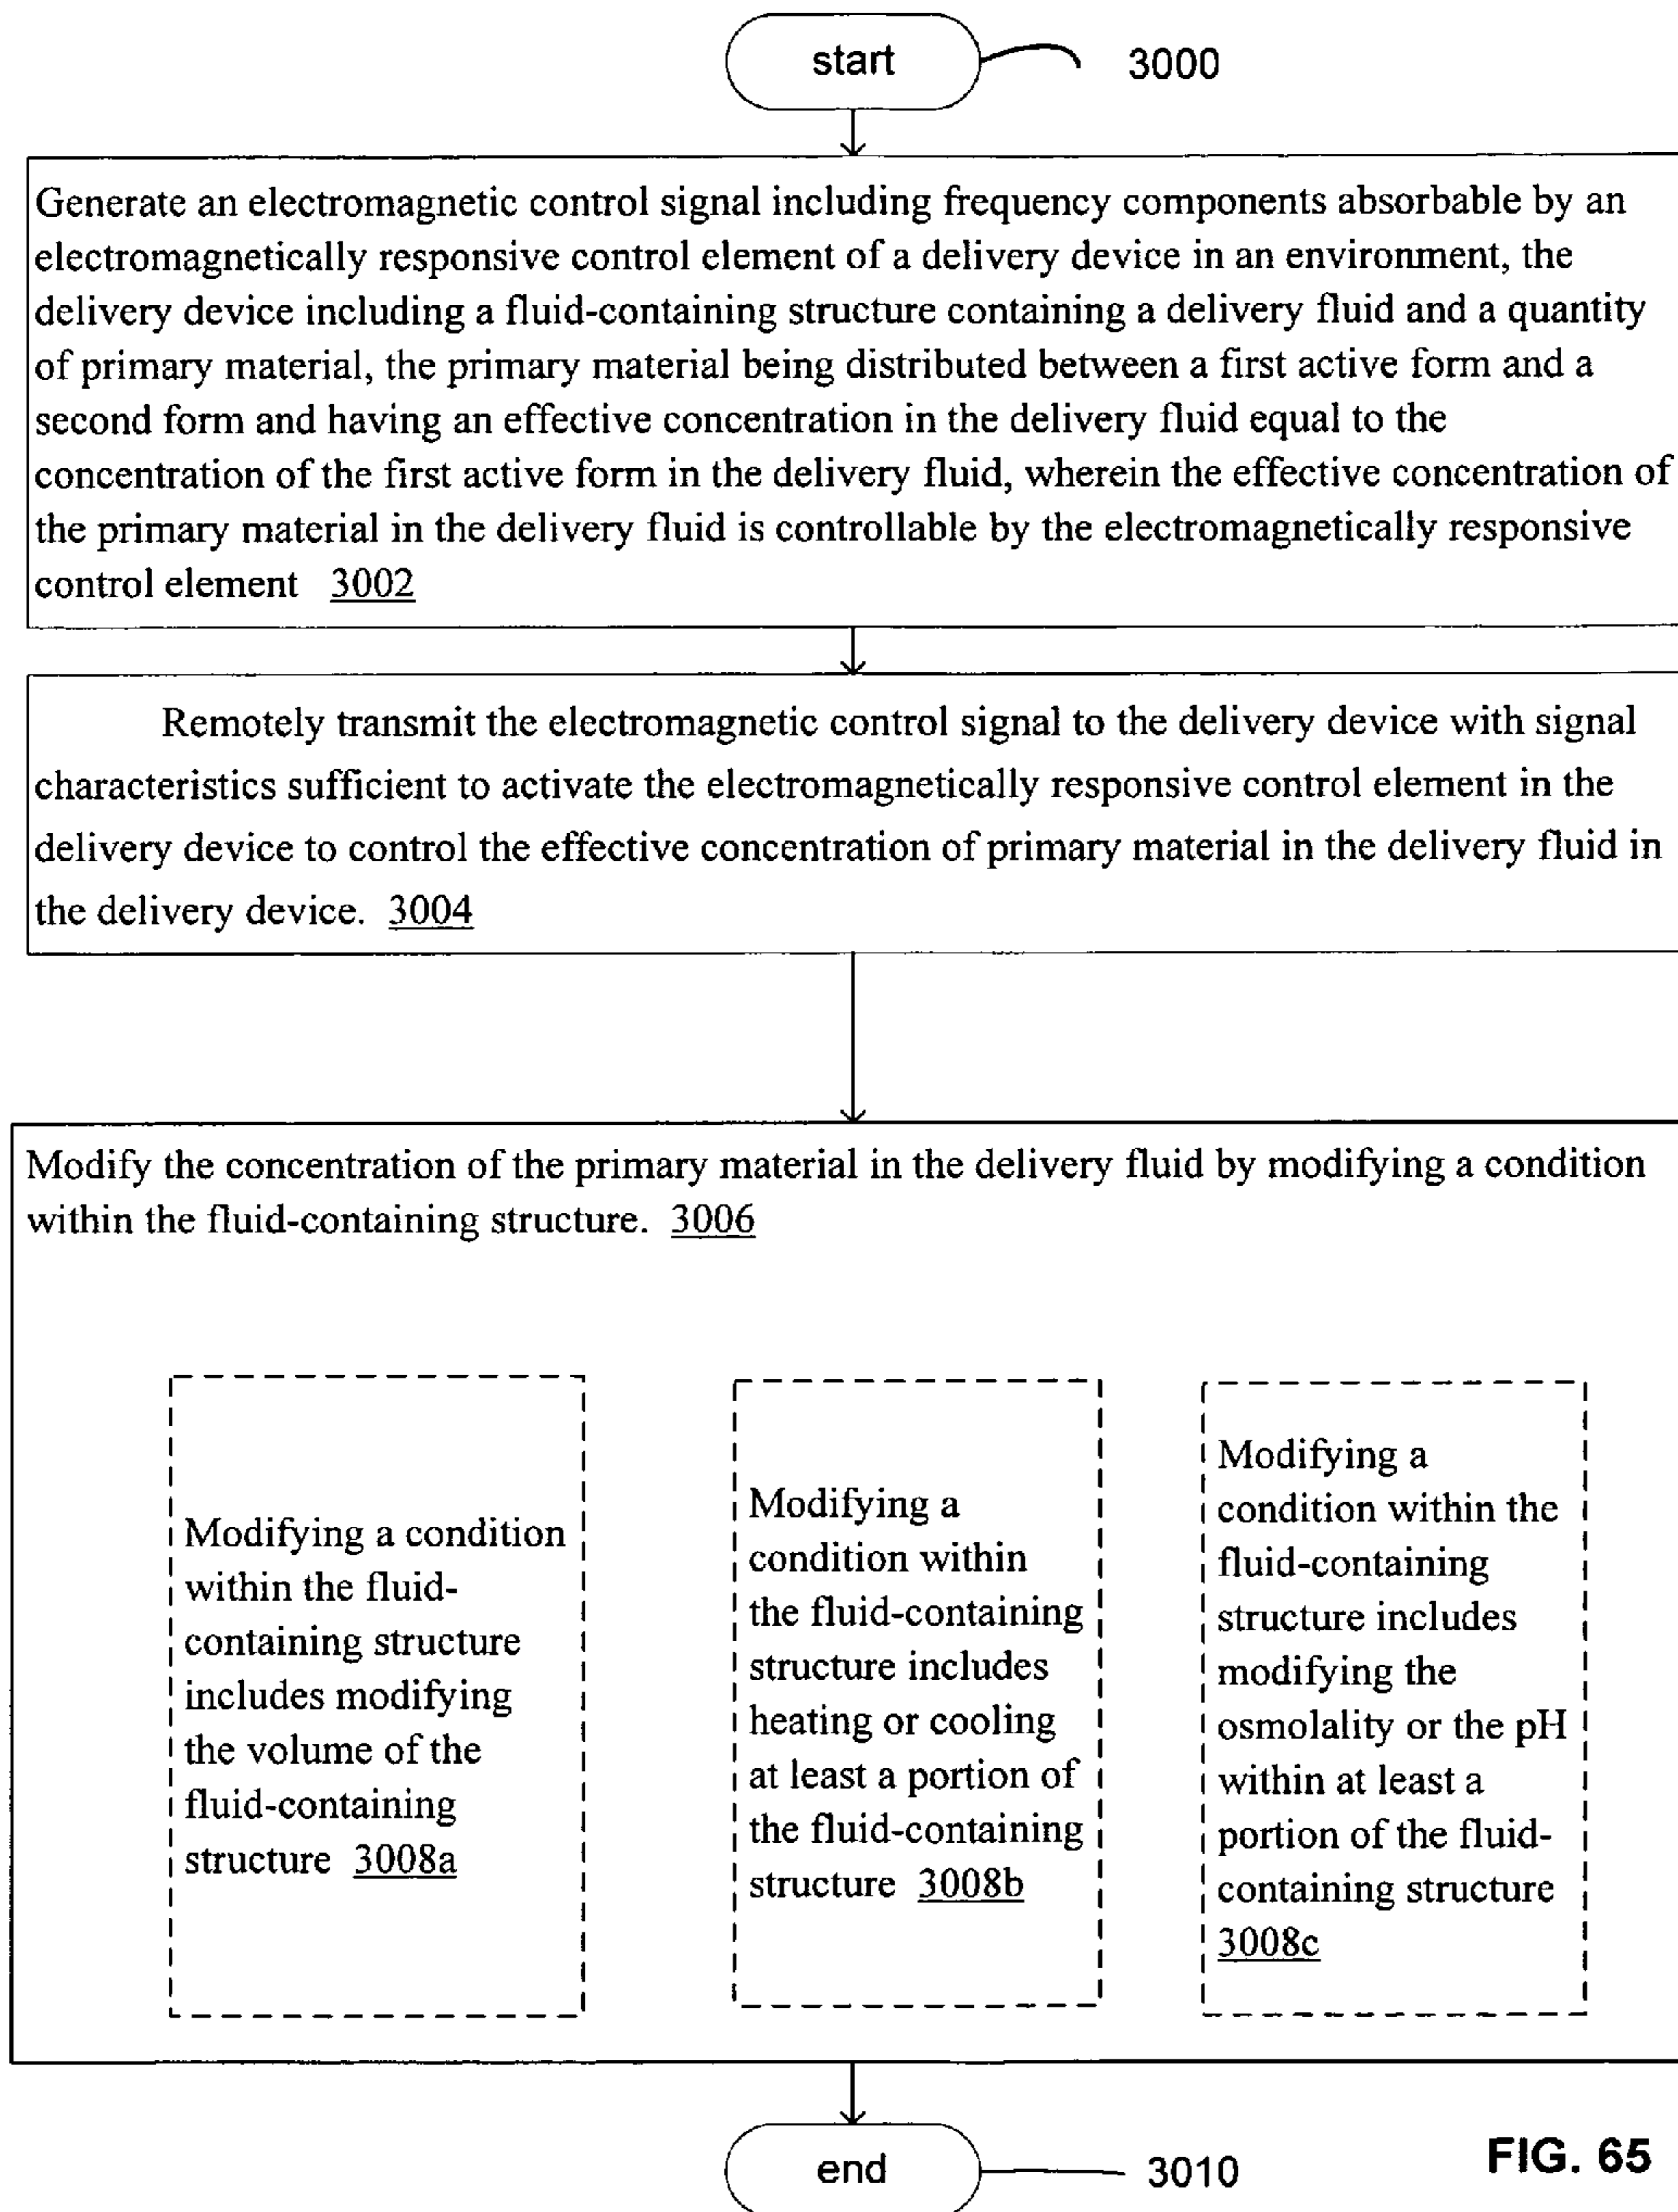 start
3000
Generate an electromagnetic control signal including frequency components absorbable by an
electromagnetically responsive control element of a delivery device in an environment, the
delivery device including a fluid-containing structure containing a delivery fluid and a quantity
of primary material, the primary material being distributed between a first active form and a
second form and having an effective concentration in the delivery fluid equal to the
concentration of the first active form in the delivery fluid, wherein the effective concentration of
the primary material in the delivery fluid is controllable by the electromagnetically responsive
control element 3002
Remotely transmit the electromagnetic control signal to the delivery device with signal
characteristics sufficient to activate the electromagnetically responsive control element in the
delivery device to control the effective concentration of primary material in the delivery fluid in
the delivery device. 3004
Modify the concentration of the primary material in the delivery fluid by modifying a condition
within the fluid-containing structure. 3006
Modifying a condition
within the fluid-
containing structure
includes modifying
the volume of the
fluid-containing
structure 3008a
Modifying a
condition within
the fluid-containing
structure includes
heating or cooling
at least a portion of
the fluid-containing
structure 3008b
Modifying a
condition within the
fluid-containing
structure includes
modifying the
osmolality or the pH
within at least a
portion of the fluid-
containing structure
3008c
end
3010
FIG. 65